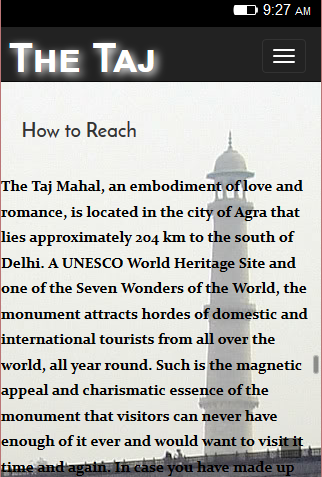 9:27 AM
THE TAJ
How to Reach
The Taj Mahal, an embodiment of love and
romance, is located in the city of Agra that
lies approximately 204 km to the south of
Delhi. A UNESCO World Heritage Site and
one of the Seven Wonders of the World, the
monument attracts hordes of domestic and
international tourists from all over the
world, all year round. Such is the magnetic
appeal and charismatic essence of the
monument that visitors can never have
enough of it ever and would want to visit it
time and again. In case you have made up